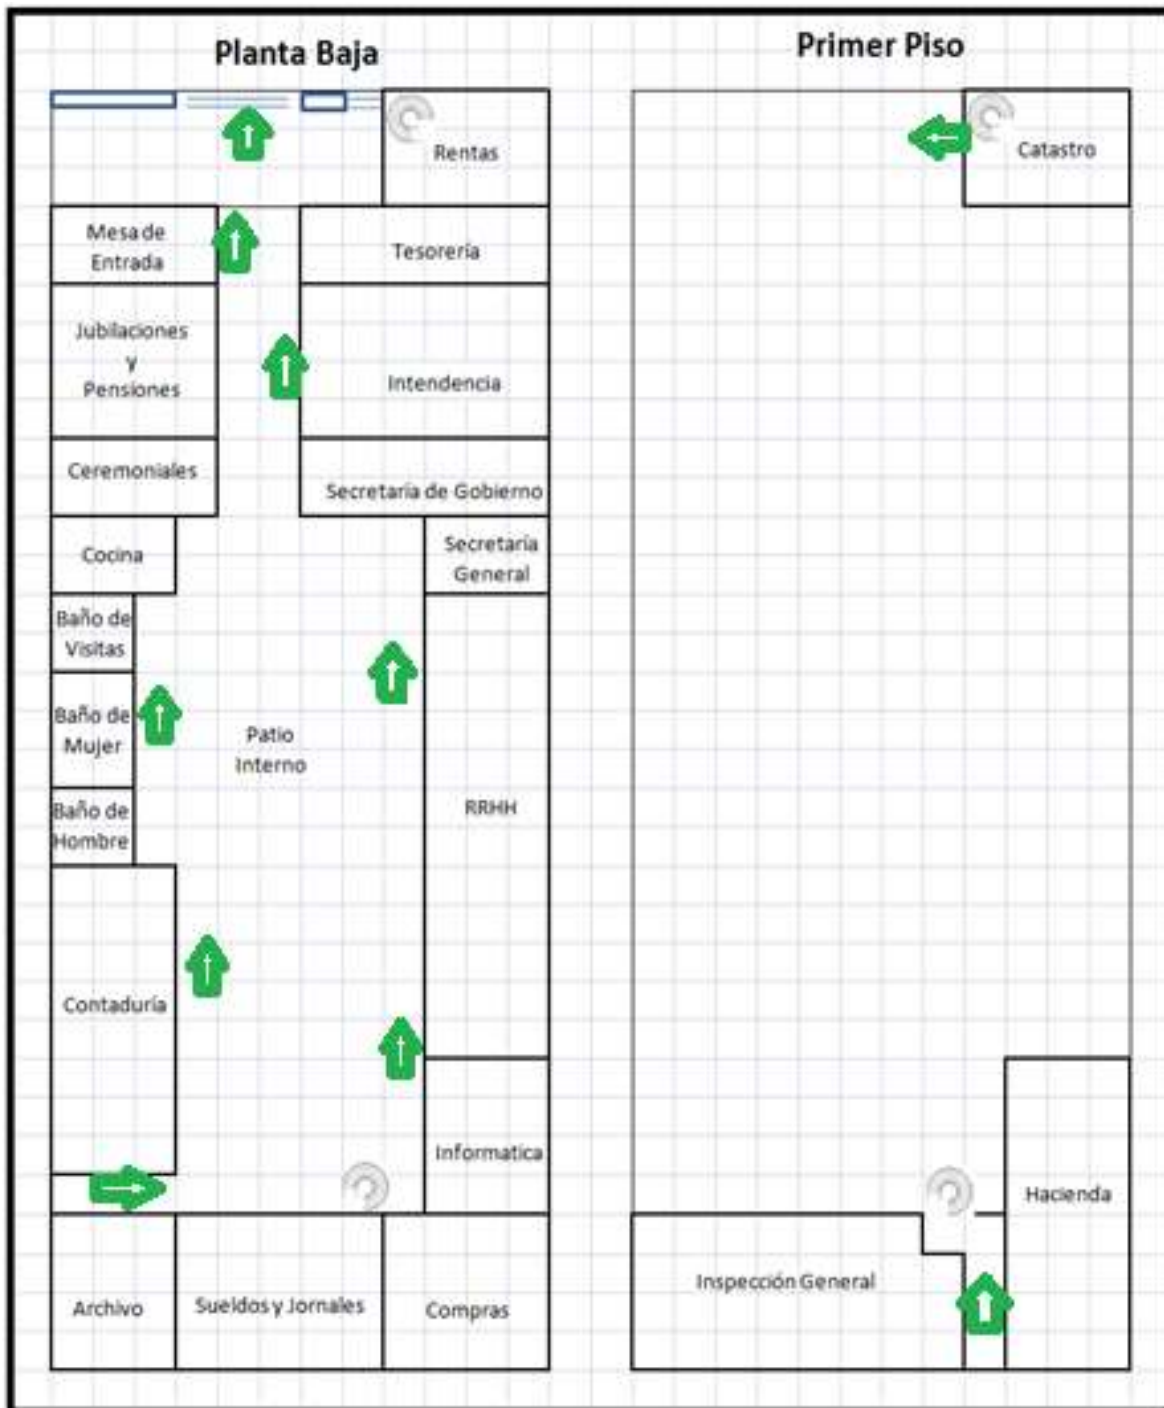 Planta Baja
Primer Piso
Rentas
Catastro
Mesa de
Entrada
Tesorería
Jubilaciones
y
Pensiones
Intendencia
Ceremoniales
Secretaría de Gobierno
Cocina
Secretaría
General
Baño de
Visitas
Baño de
Mujer
Patio
Interno
Baño de
Hombre
RRHH
Contaduría
Informatica
Hacienda
Archivo
Sueldos y Jornales
Compras
Inspección General